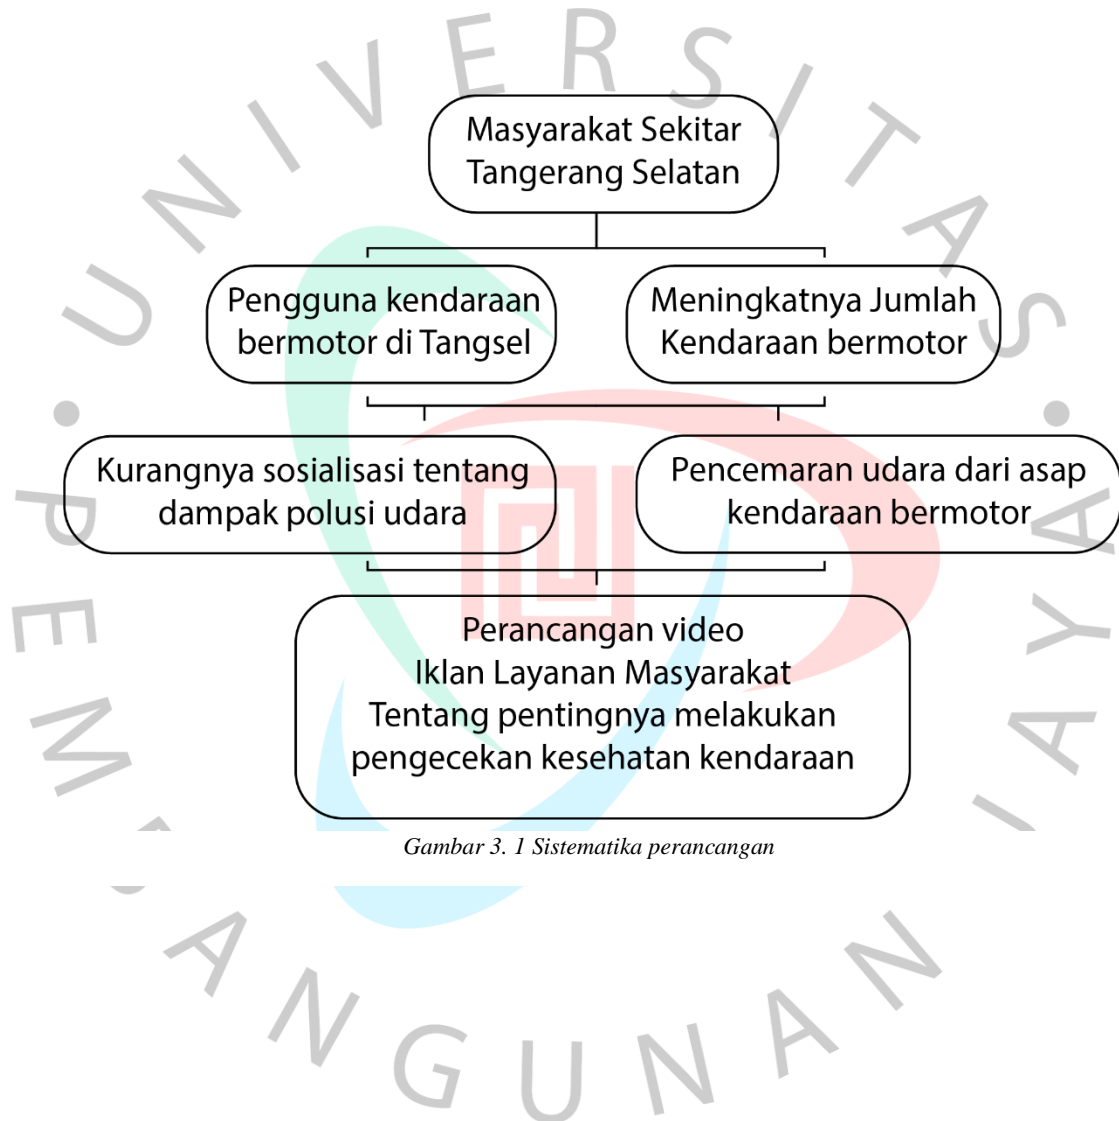 UNIVERSITAS
PEMBANGUNAN JAYA
Masyarakat Sekitar
Tangerang Selatan
Pengguna kendaraan
bermotor di Tangsel
Meningkatnya Jumlah
Kendaraan bermotor
Kurangnya sosialisasi tentang
dampak polusi udara
Pencemaran udara dari asap
kendaraan bermotor
Perancangan video
Iklan Layanan Masyarakat
Tentang pentingnya melakukan
pengecekan kesehatan kendaraan
Gambar 3. 1 Sistematika perancangan